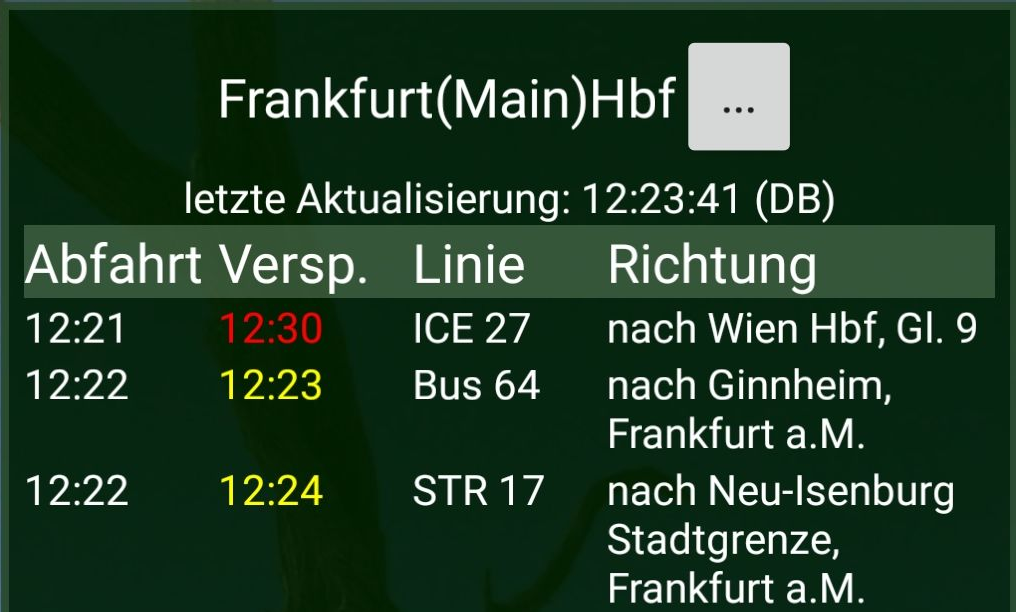 Frankfurt(Main)Hbf ...
letzte Aktualisierung: 12:23:41 (DB)
Abfahrt Versp. Linie Richtung
12:21 12:30 ICE 27 nach Wien Hbf, Gl. 9
12:22 12:23 Bus 64 nach Ginnheim,
Frankfurt a.M.
12:22 12:24 STR 17 nach Neu-Isenburg
Stadtgrenze,
Frankfurt a.M.